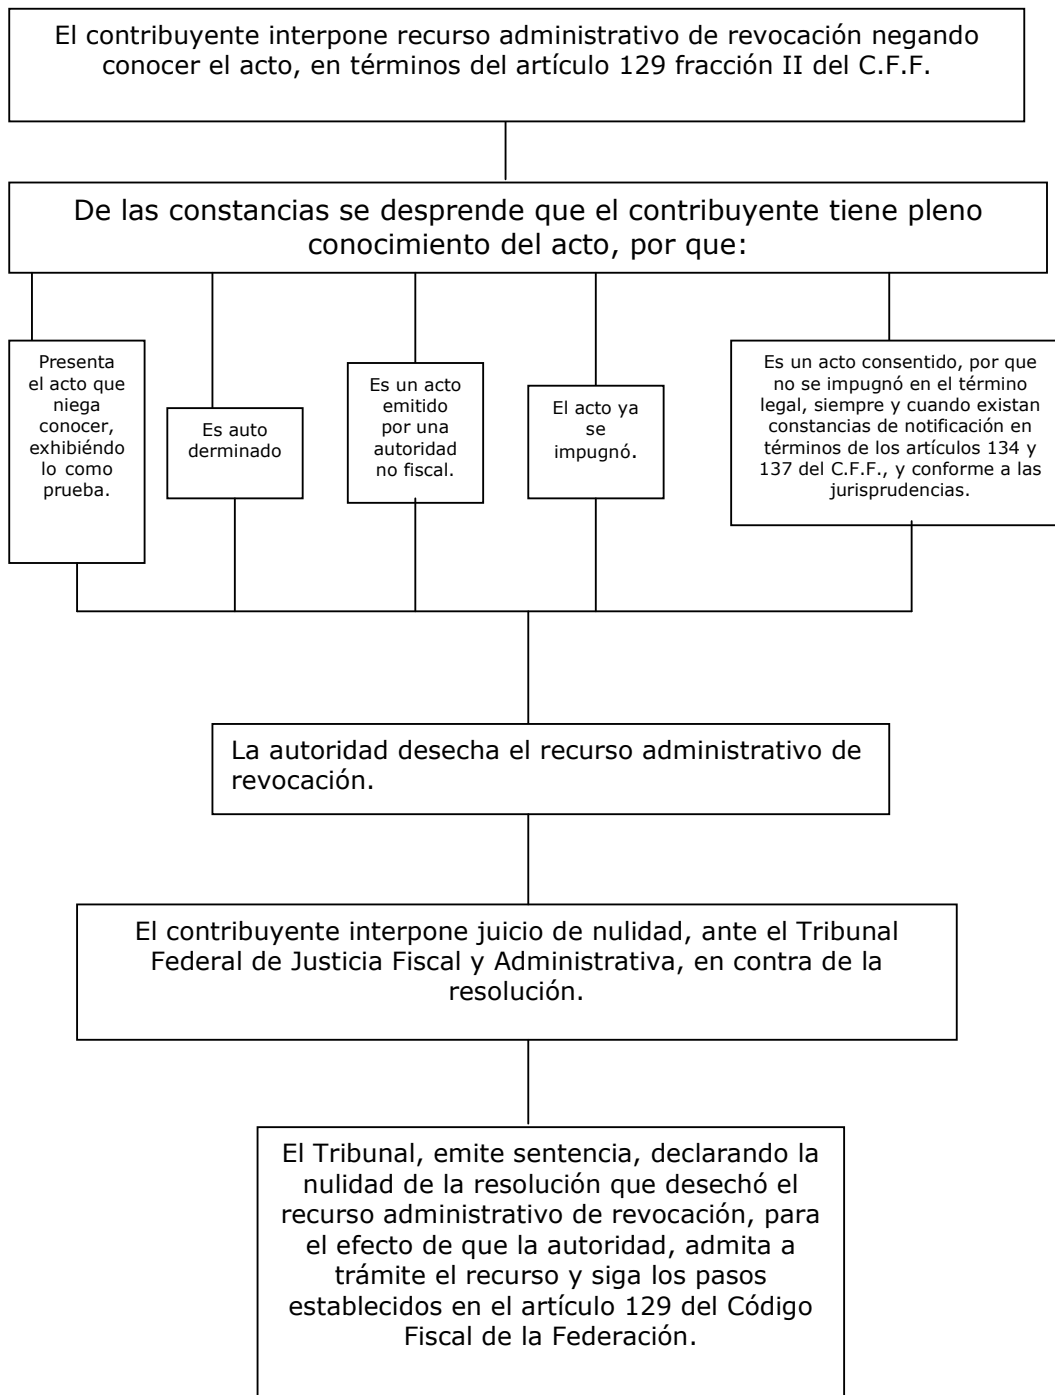 El contribuyente interpone recurso administrativo de revocación negando
conocer el acto, en términos del artículo 129 fracción II del C.F.F.
De las constancias se desprende que el contribuyente tiene pleno
conocimiento del acto, por que:
Presenta
el acto que
niega
conocer,
exhibiéndo
lo como
prueba.
Es auto
derminado
Es un acto
emitido
por una
autoridad
no fiscal.
El acto ya
se
impugnó.
Es un acto consentido, por que
no se impugnó en el término
legal, siempre y cuando existan
constancias de notificación en
términos de los artículos 134 y
137 del C.F.F., y conforme a las
jurisprudencias.
La autoridad desecha el recurso administrativo de
revocación.
El contribuyente interpone juicio de nulidad, ante el Tribunal
Federal de Justicia Fiscal y Administrativa, en contra de la
resolución.
El Tribunal, emite sentencia, declarando la
nulidad de la resolución que desechó el
recurso administrativo de revocación, para
el efecto de que la autoridad, admita a
trámite el recurso y siga los pasos
establecidos en el artículo 129 del Código
Fiscal de la Federación.